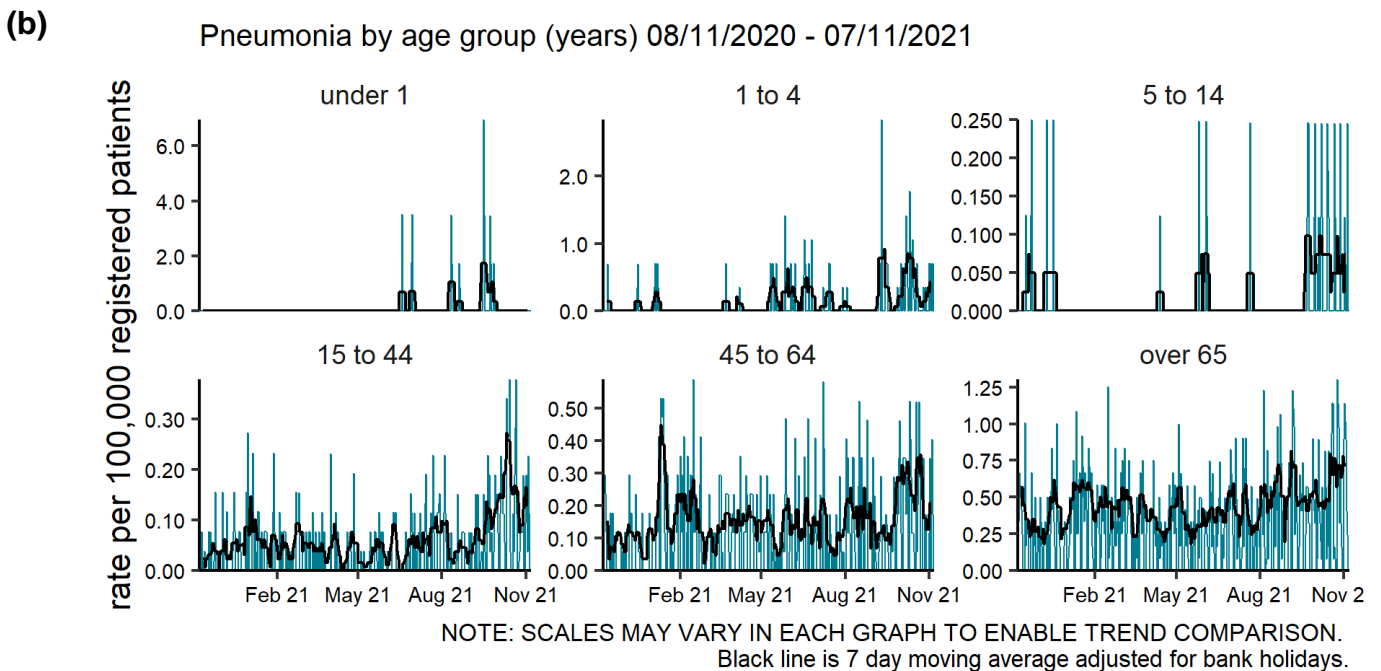 (b)
Pneumonia by age group (years) 08/11/2020 - 07/11/2021
rate per 100,000 registered patients
under 1
6.0
4.0
2.0
0.0
1 to 4
2.0
1.0
0.0
5 to 14
0.250
0.200
0.150
0.100
0.050
0.000
15 to 44
0.30
0.20
0.10
0.00
Feb 21 May 21 Aug 21 Nov 21
45 to 64
0.50
0.40
0.30
0.20
0.10
0.00
Feb 21 May 21 Aug 21 Nov 21
over 65
1.25
1.00
0.75
0.50
0.25
0.00
Feb 21 May 21 Aug 21 Nov 2
NOTE: SCALES MAY VARY IN EACH GRAPH TO ENABLE TREND COMPARISON.
Black line is 7 day moving average adjusted for bank holidays.